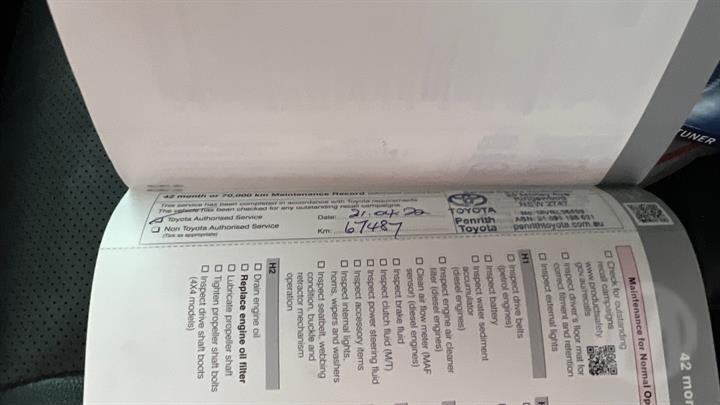 TUNER
42 month or 70,000 km Maintenance Record
This service has been completed in accordance with Toyota requirements
The vehicle has been checked for any outstanding recall campaigns.
Toyota Authorised Service
Non Toyota Authorised Service
(Tick as appropriate)
Date: 21.04.22
Km: 67487
TOYOTA
Penrith
Toyota
NSW 2747
penrithtoyota.com.au
42 mon
Maintenance for Normal Op
Check for outstanding
recall campaigns
www.productsafety.
gov.au/recalls
Inspect driver's floor mat for
correct fitment and retention
Inspect external lights
H1
Inspect drive belts
(petrol engines)
Inspect battery
Inspect water sediment
accumulator
(diesel engines)
Inspect engine air cleaner
filter (diesel engines)
Clean air flow meter (MAF
sensor) (diesel engines)
Inspect brake fluid
Inspect clutch fluid (M/T)
Inspect power steering fluid
Inspect accessory items
Inspect internal lights,
horns, wipers and washers
Inspect seatbelt, webbing
condition, buckle and
retractor mechanism
operation
H2
Drain engine oil
Replace engine oil filter
Lubricate propeller shaft
Tighten propeller shaft bolts
Inspect drive shaft boots
(4X4 models)